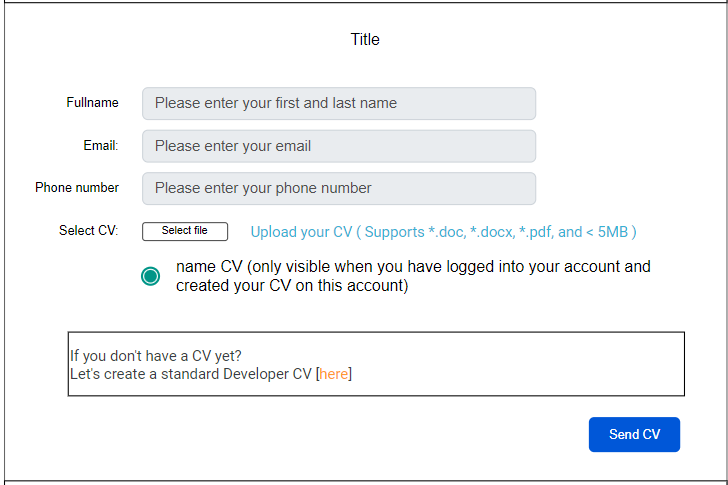 Title
Fullname Please enter your first and last name
Email: Please enter your email
Phone number Please enter your phone number
Select CV: Select file Upload your CV ( Supports *.doc, *.docx, *.pdf, and < 5MB )
name CV (only visible when you have logged into your account and
created your CV on this account)
If you don't have a CV yet?
Let's create a standard Developer CV [here]
Send CV